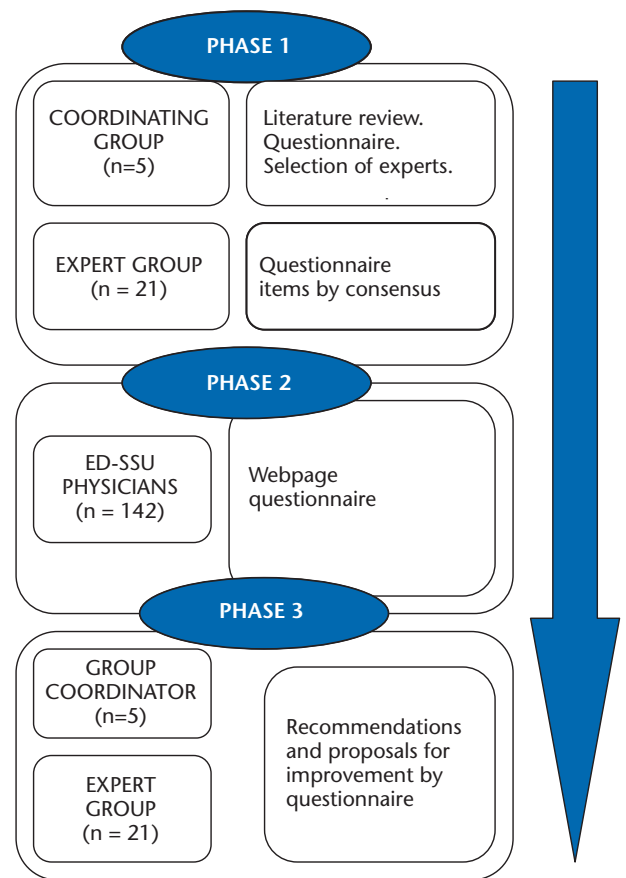 PHASE 1
COORDINATING
GROUP
(n=5)
Literature review.
Questionnaire.
Selection of experts.
.
EXPERT GROUP
(n = 21)
Questionnaire
items by consensus
PHASE 2
ED-SSU
PHYSICIANS
(n = 142)
Webpage
questionnaire
PHASE 3
GROUP
COORDINATOR
(n=5)
EXPERT
GROUP
(n = 21)
Recommendations
and proposals for
improvement by
questionnaire